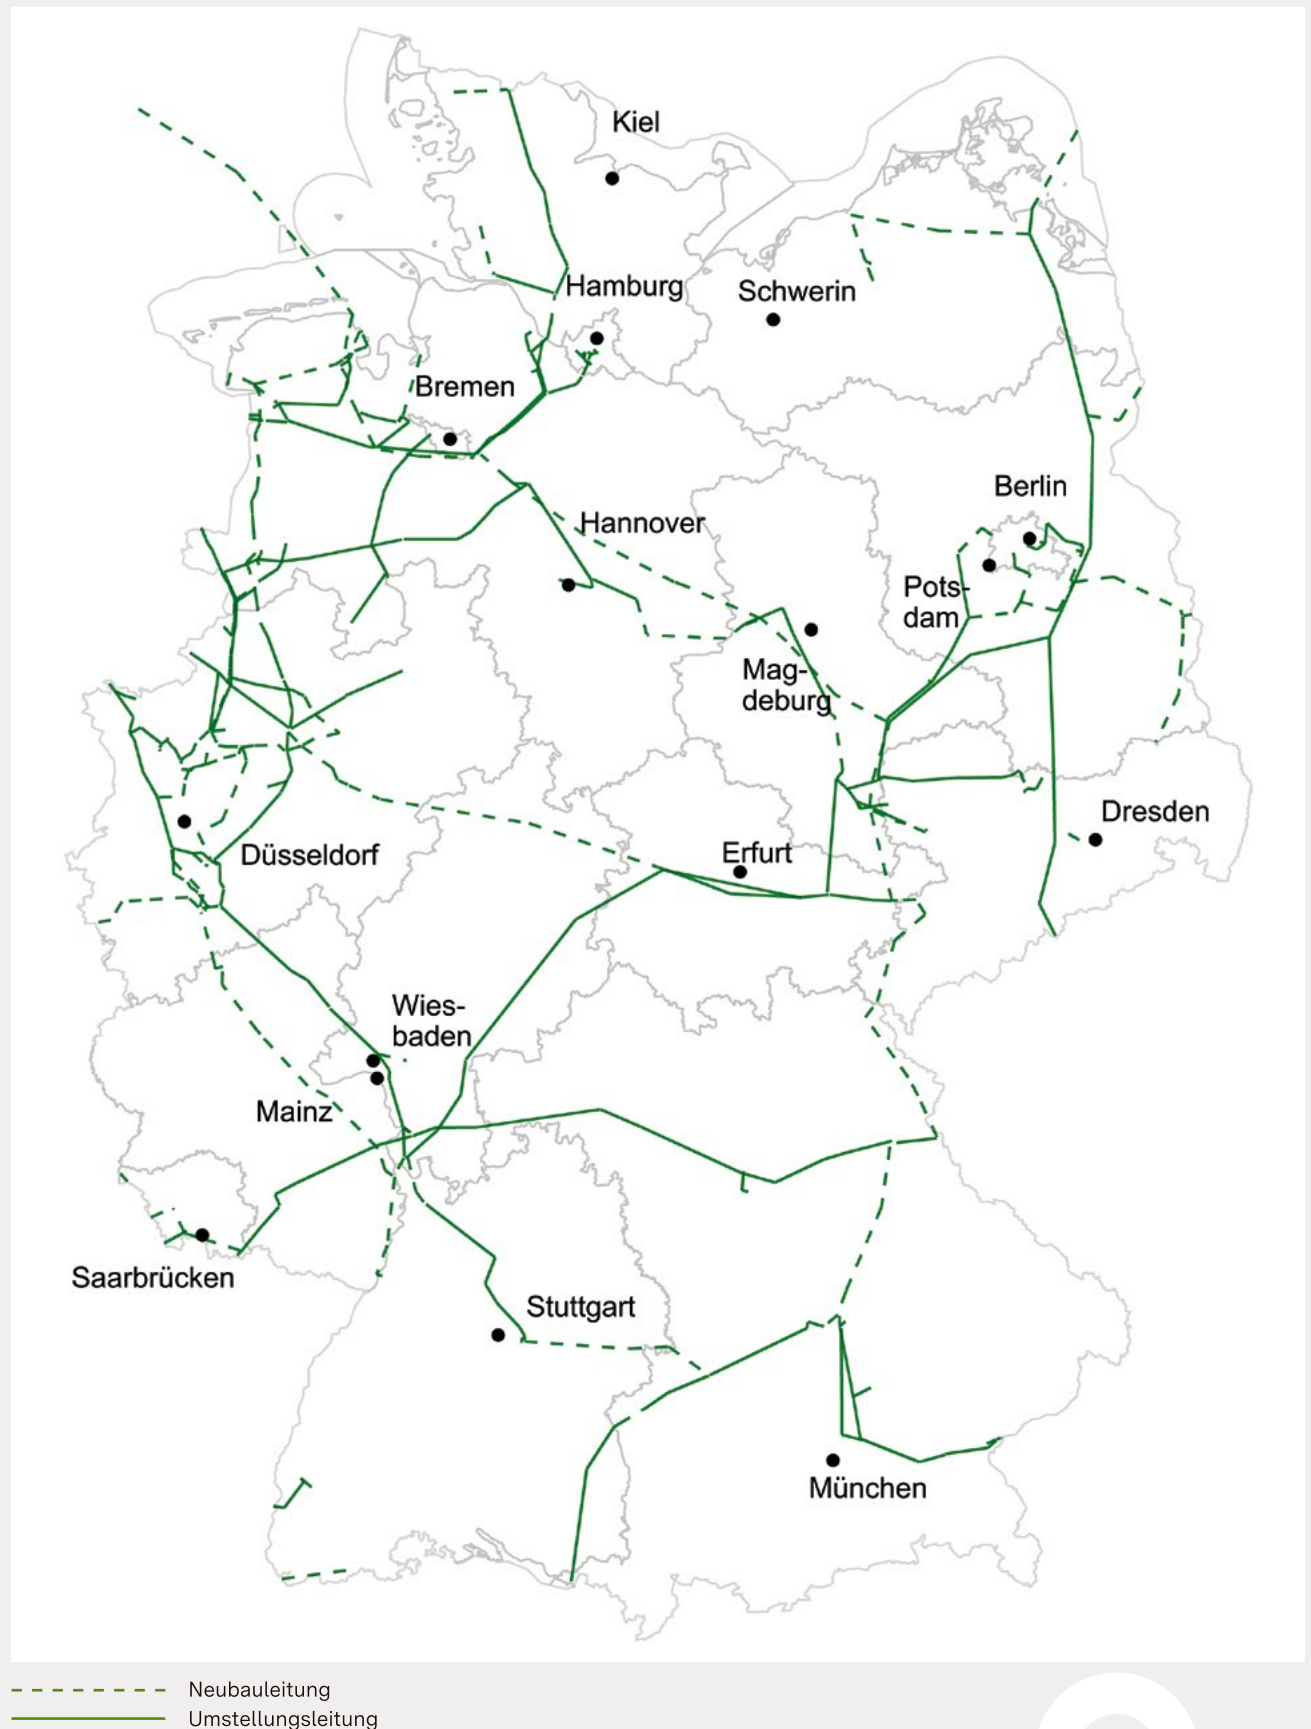 Kiel
Hamburg
Schwerin
Bremen
Berlin
Hannover
Pots-
dam
Mag-
deburg
Dresden
Düsseldorf
Erfurt
Wies-
baden
Mainz
Saarbrücken
Stuttgart
München
Neubauleitung
Umstellungsleitung